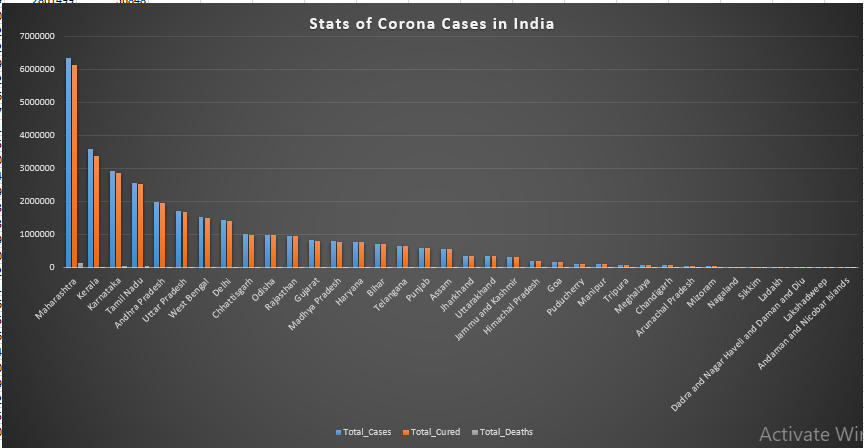 Stats of Corona Cases in India
7000000
6000000
5000000
4000000
3000000
2000000
1000000
0
Maharashtra
Kerela
Karnataka
Tamil Nadu
Andhra Pradesh
Uttar Pradesh
West Bengal
Delhi
Chhattisgarh
Odisha
Rajasthan
Gujarat
Madhya Pradesh
Haryana
Bihar
Telangana
Punjab
Assam
Jharkhand
Uttarakhand
Jammu and Kashmir
Himachal Pradesh
Goa
Puducherry
Manipur
Tripura
Meghalaya
Chandigarh
Arunachal Pradesh
Mizoram
Nagaland
Sikkim
Ladakh
Dadra and Nagar Haveli and Daman and Diu
Lakshadweep
Andaman and Nicobar Islands
Total_Cases Total_Cured Total_Deaths
Activate Wi